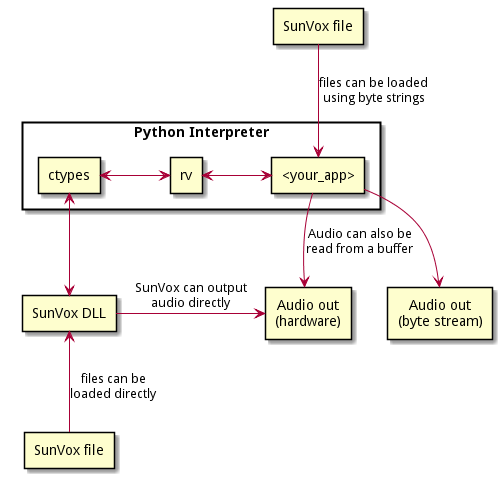 SunVox file
files can be loaded
using byte strings
Python Interpreter
ctypes
rv
<your_app>
Audio can also be
read from a buffer
SunVox can output
audio directly
SunVox DLL
Audio out
(hardware)
Audio out
(byte stream)
files can be
loaded directly
SunVox file